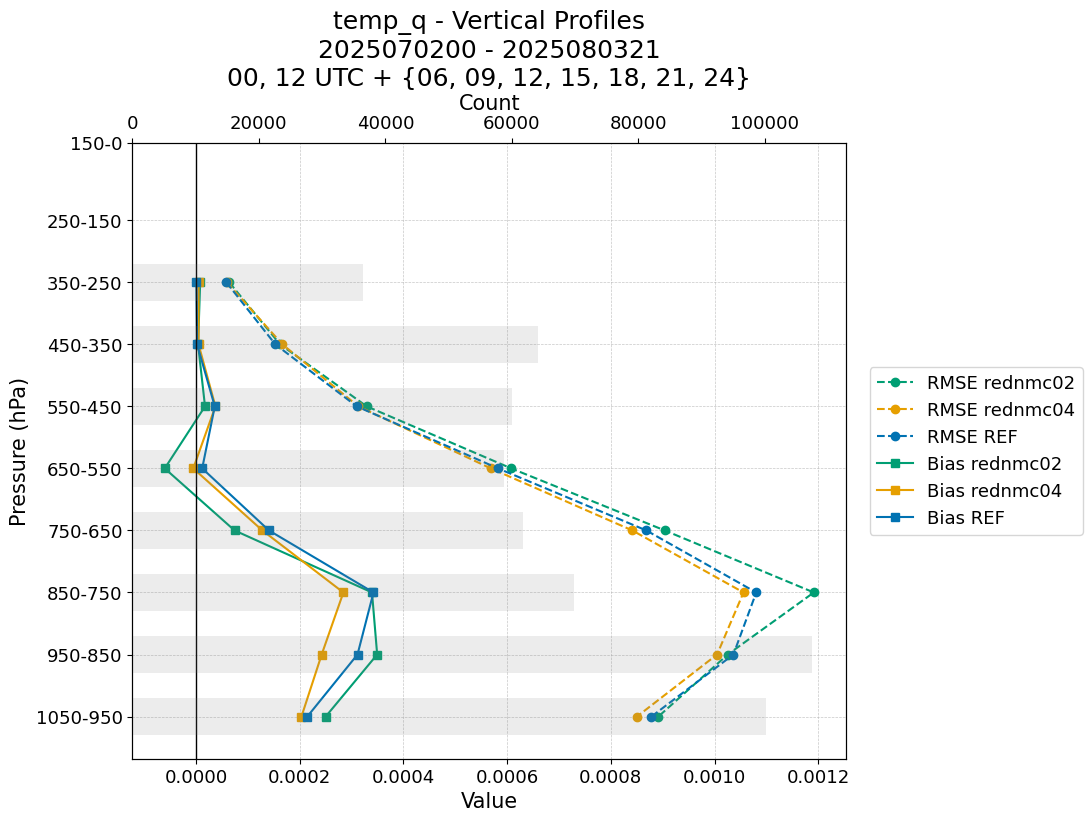 temp_q - Vertical Profiles
2025070200 - 2025080321
00, 12 UTC + {06, 09, 12, 15, 18, 21, 24}
Count
0 20000 40000 60000 80000 100000
150-0
250-150
350-250
450-350
550-450
650-550
750-650
850-750
950-850
1050-950
Pressure (hPa)
0.0000 0.0002 0.0004 0.0006 0.0008 0.0010 0.0012
Value
RMSE rednmc02
RMSE rednmc04
RMSE REF
Bias rednmc02
Bias rednmc04
Bias REF